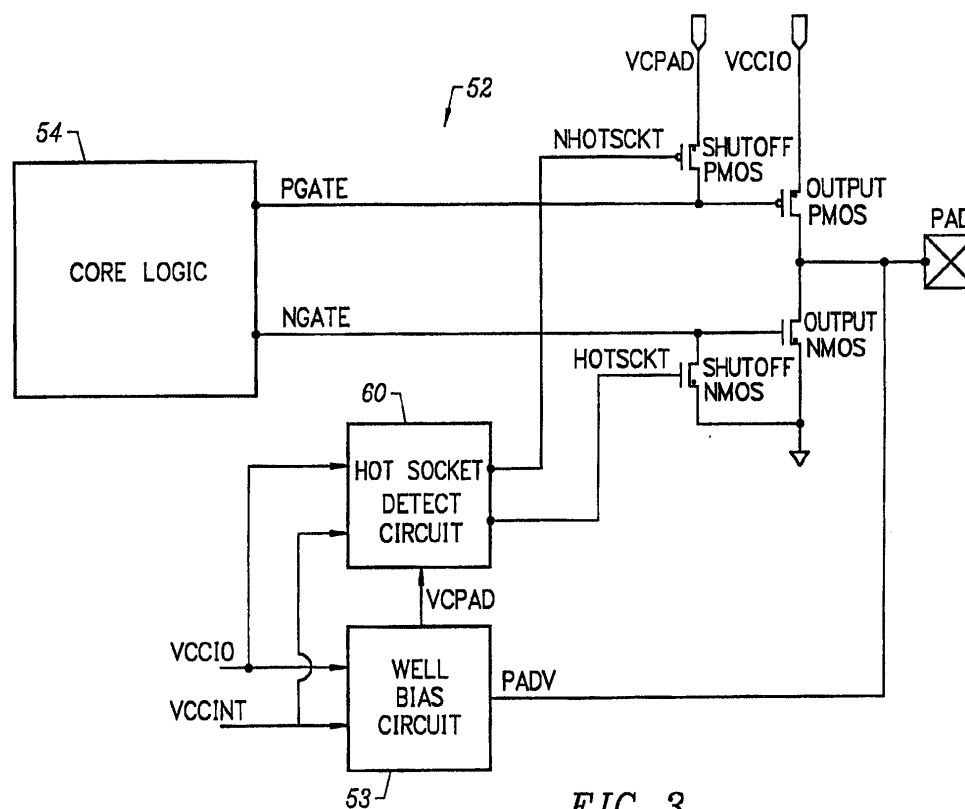 VCPAD
VCCIO
52
54
NHOTSCKT
SHUTOFF
PMOS
PGATE
OUTPUT
PMOS
PAD
CORE LOGIC
NGATE
OUTPUT
NMOS
HOTSCKT
SHUTOFF
NMOS
60
HOT SOCKET
DETECT
CIRCUIT
VCPAD
VCCIO
WELL
BIAS
CIRCUIT
PADV
VCCINT
53
FIG. 3